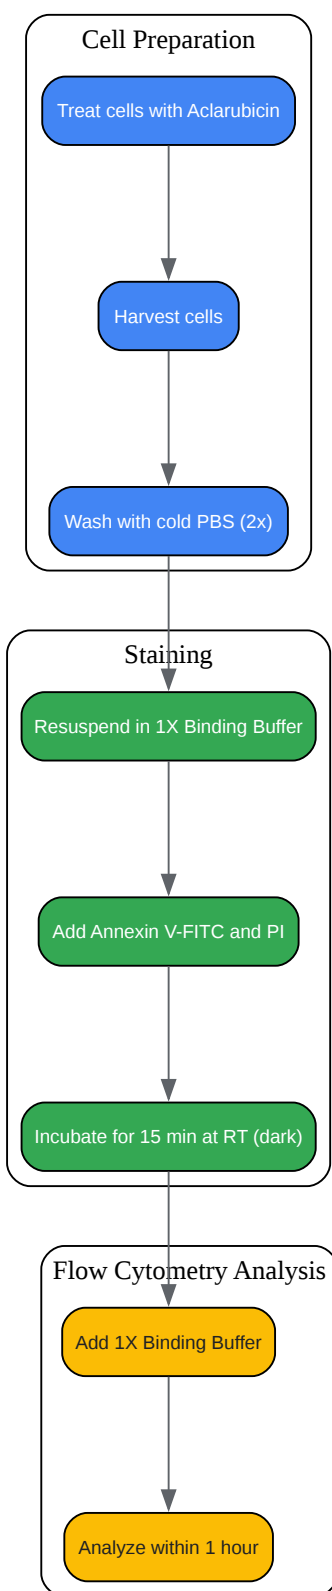 Cell Preparation
Treat cells with Aclarubicin
Harvest cells
Wash with cold PBS (2x)
Staining
Resuspend in 1X Binding Buffer
Add Annexin V-FITC and PI
Incubate for 15 min at RT (dark)
Flow Cytometry Analysis
Add 1X Binding Buffer
Analyze within 1 hour